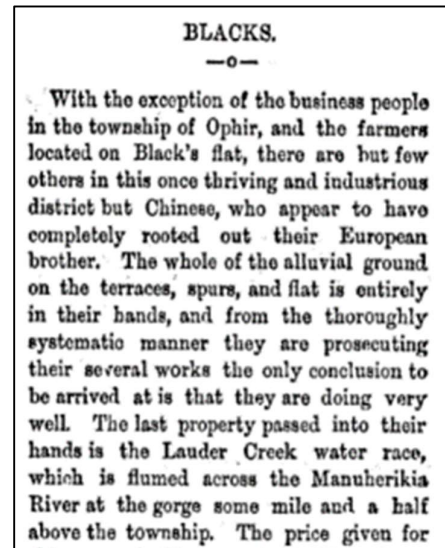 BLACKS.
—o—
With the exception of the business people
in the township of Ophir, and the farmers
located on Black's flat, there are but few
others in this once thriving and industrious
district but Chinese, who appear to have
completely rooted out their European
brother. The whole of the alluvial ground
on the terraces, spurs, and flat is entirely
in their hands, and from the thoroughly
systematic manner they are prosecuting
their several works the only conclusion to
be arrived at is that they are doing very
well. The last property passed into their
hands is the Lauder Creek water race,
which is flumed across the Manuherikia
River at the gorge some mile and a half
above the township. The price given for